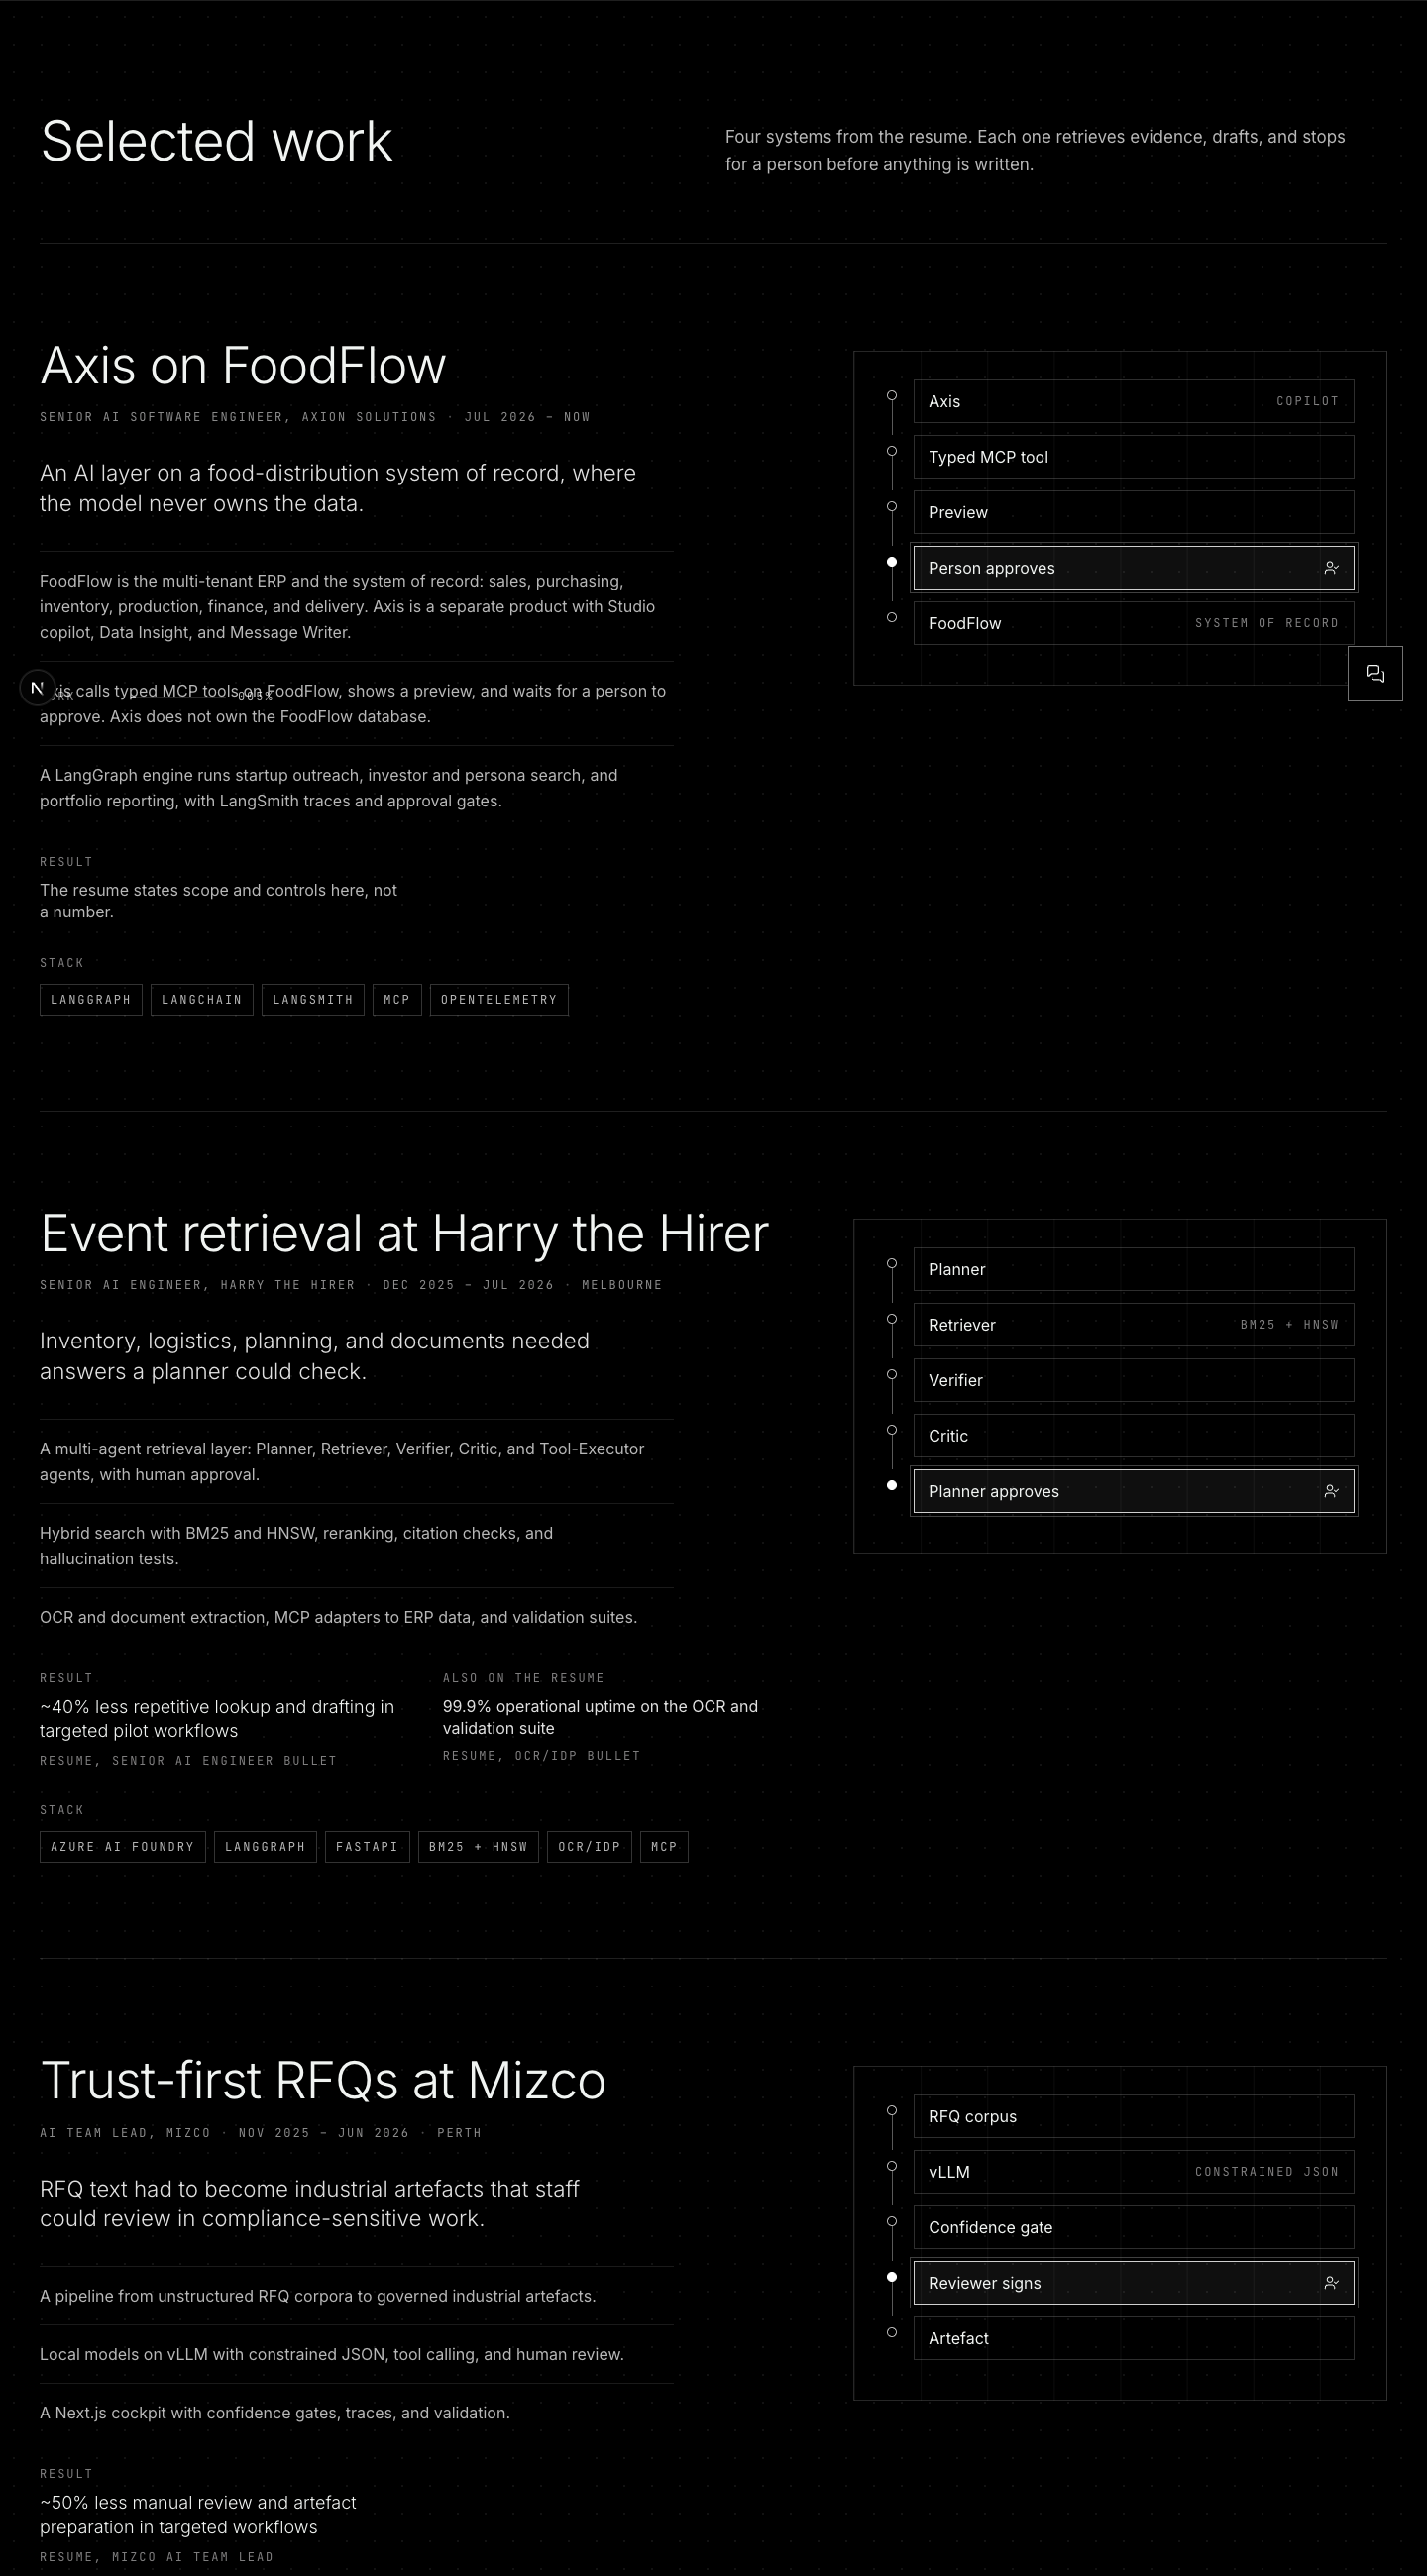 Selected work
Four systems from the resume. Each one retrieves evidence, drafts, and stops
for a person before anything is written.
Axis on FoodFlow
SENIOR AI SOFTWARE ENGINEER, AXION SOLUTIONS · JUL 2026 – NOW
An AI layer on a food-distribution system of record, where
the model never owns the data.
FoodFlow is the multi-tenant ERP and the system of record: sales, purchasing,
inventory, production, finance, and delivery. Axis is a separate product with Studio
copilot, Data Insight, and Message Writer.
calls typed MCP tools on FoodFlow, shows a preview, and waits for a person to
approve. Axis does not own the FoodFlow database.
005%
A LangGraph engine runs startup outreach, investor and persona search, and
portfolio reporting, with LangSmith traces and approval gates.
RESULT
The resume states scope and controls here, not
a number.
STACK
LANGGRAPH
LANGCHAIN
LANGSMITH
MCP
OPENTELEMETRY
Axis
COPILOT
Typed MCP tool
Preview
Person approves
FoodFlow
SYSTEM OF RECORD
Event retrieval at Harry the Hirer
SENIOR AI ENGINEER, HARRY THE HIRER · DEC 2025 – JUL 2026 · MELBOURNE
Inventory, logistics, planning, and documents needed
answers a planner could check.
A multi-agent retrieval layer: Planner, Retriever, Verifier, Critic, and Tool-Executor
agents, with human approval.
Hybrid search with BM25 and HNSW, reranking, citation checks, and
hallucination tests.
OCR and document extraction, MCP adapters to ERP data, and validation suites.
RESULT
~40% less repetitive lookup and drafting in
targeted pilot workflows
RESUME, SENIOR AI ENGINEER BULLET
ALSO ON THE RESUME
99.9% operational uptime on the OCR and
validation suite
RESUME, OCR/IDP BULLET
STACK
AZURE AI FOUNDRY
LANGGRAPH
FASTAPI
BM25 + HNSW
OCR/IDP
MCP
Planner
Retriever
BM25 + HNSW
Verifier
Critic
Planner approves
Trust-first RFQs at Mizco
AI TEAM LEAD, MIZCO · NOV 2025 – JUN 2026 · PERTH
RFQ text had to become industrial artefacts that staff
could review in compliance-sensitive work.
A pipeline from unstructured RFQ corpora to governed industrial artefacts.
Local models on vLLM with constrained JSON, tool calling, and human review.
A Next.js cockpit with confidence gates, traces, and validation.
RESULT
~50% less manual review and artefact
preparation in targeted workflows
RESUME, MIZCO AI TEAM LEAD
RFQ corpus
vLLM
CONSTRAINED JSON
Confidence gate
Reviewer signs
Artefact